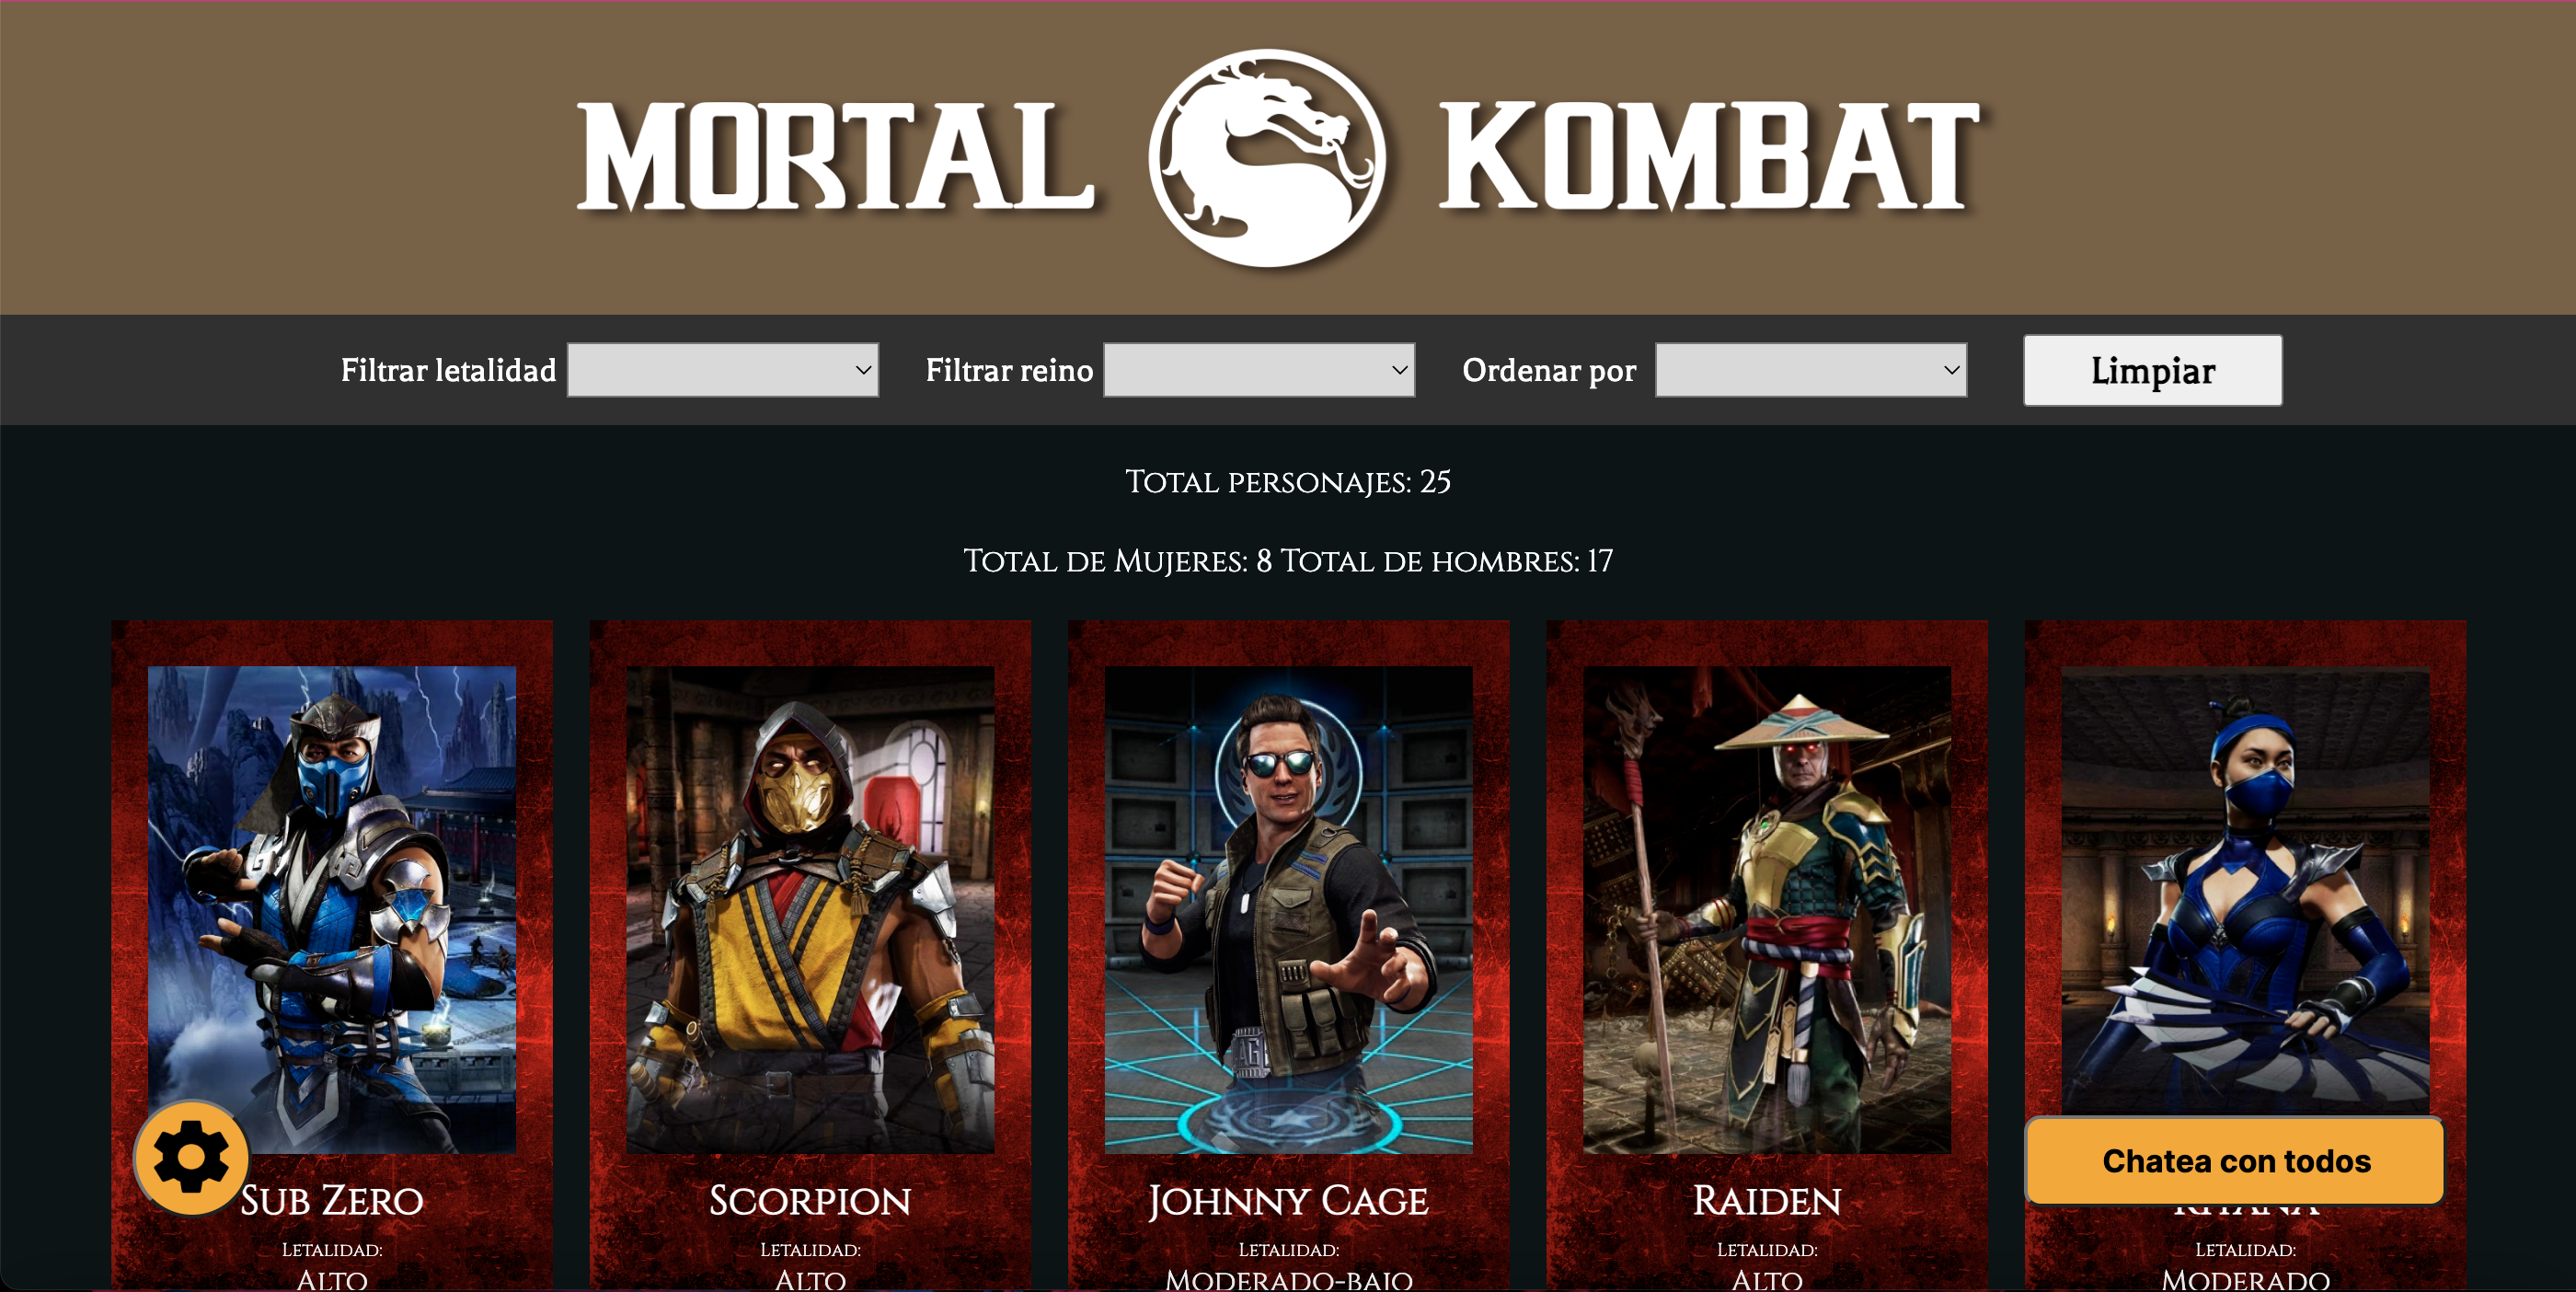 MORTAL KOMBAT
Filtrar letalidad Filtrar reino Ordenar por Limpiar
Total personajes: 25
Total de Mujeres: 8 Total de hombres: 17
Chatea con todos
Sub Zero Scorpion Johnny Cage Raiden
Letalidad: Letalidad: Letalidad: Letalidad: Letalidad:
Alto Alto Moderado-bajo Alto Moderado